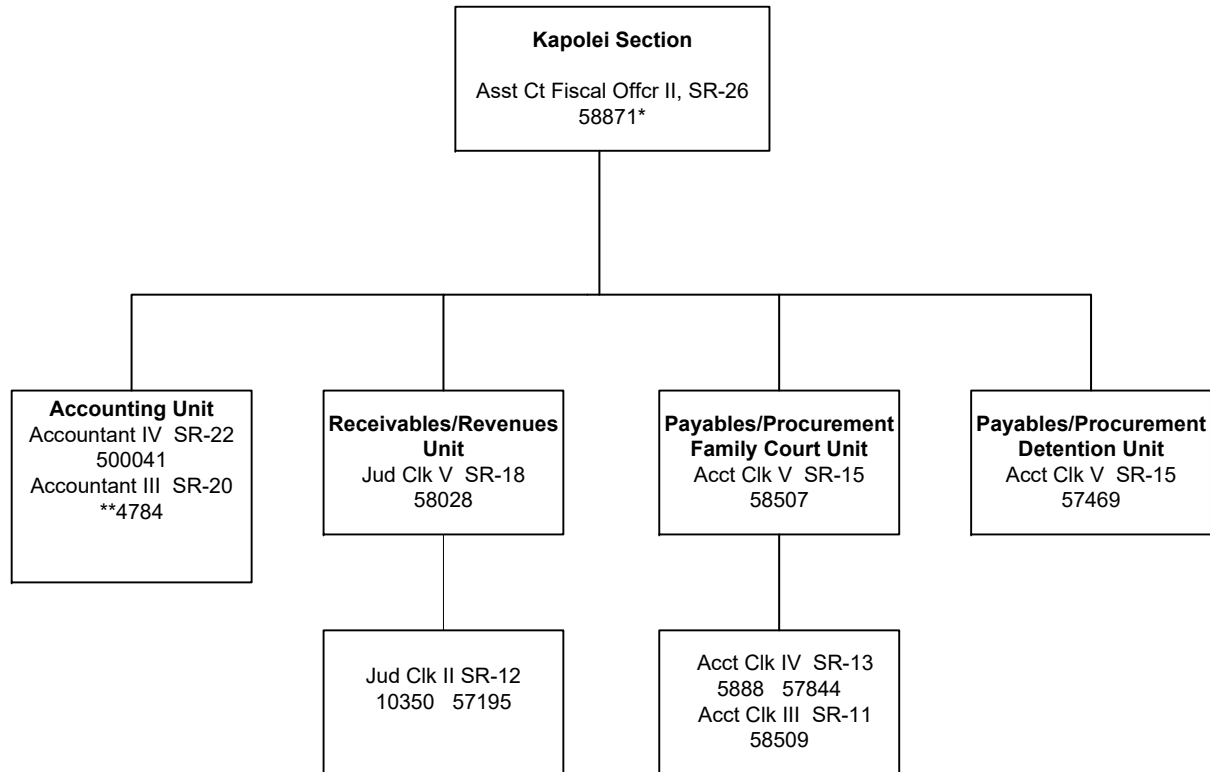 Kapolei Section
Asst Ct Fiscal Offcr II, SR-26
58871*
Accounting Unit
Accountant IV  SR-22
500041
Accountant III  SR-20
**4784
Receivables/Revenues
Unit
Jud Clk V  SR-18
58028
Payables/Procurement
Family Court Unit
Acct Clk V  SR-15
58507
Payables/Procurement
Detention Unit
Acct Clk V  SR-15
57469
Jud Clk II SR-12
10350   57195
Acct Clk IV  SR-13
5888   57844
Acct Clk III  SR-11
58509